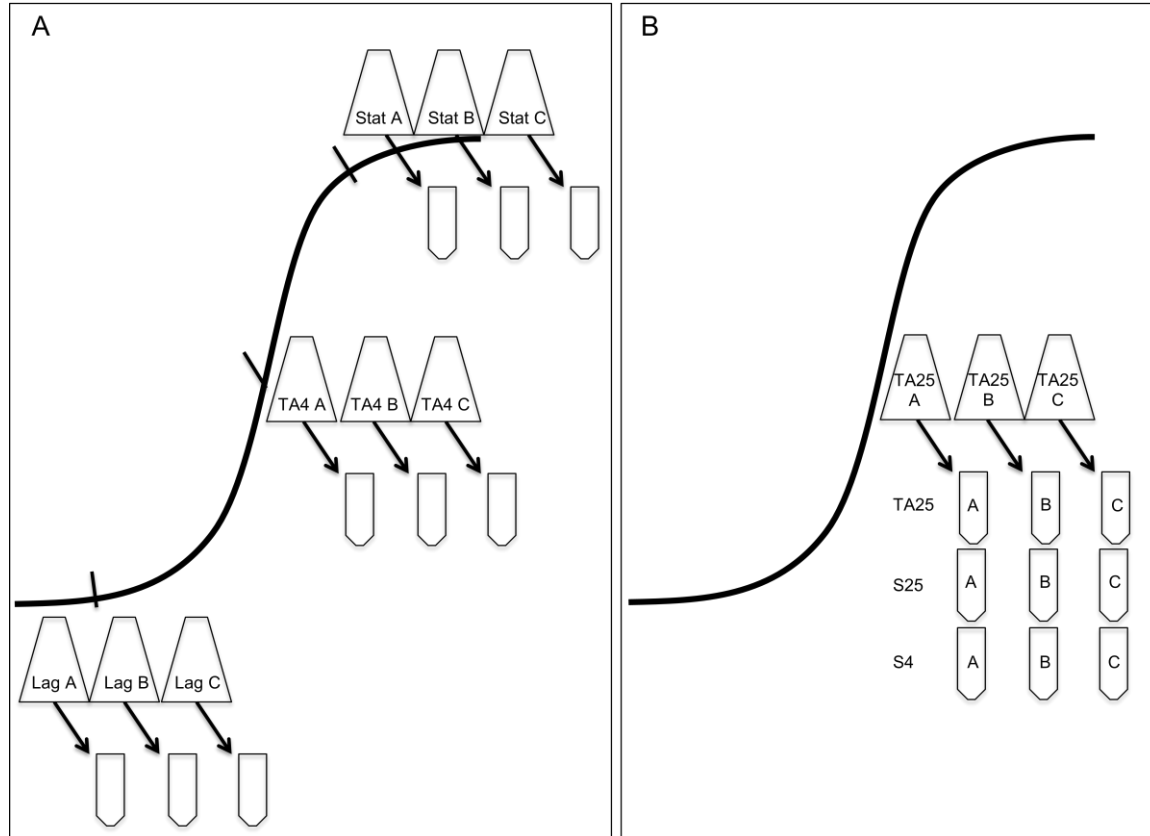 A
Stat A Stat B Stat C
TA4 A TA4 B TA4 C
Lag A Lag B Lag C
B
TA25 TA25 TA25
A B C
TA25 A B C
S25 A B C
S4 A B C